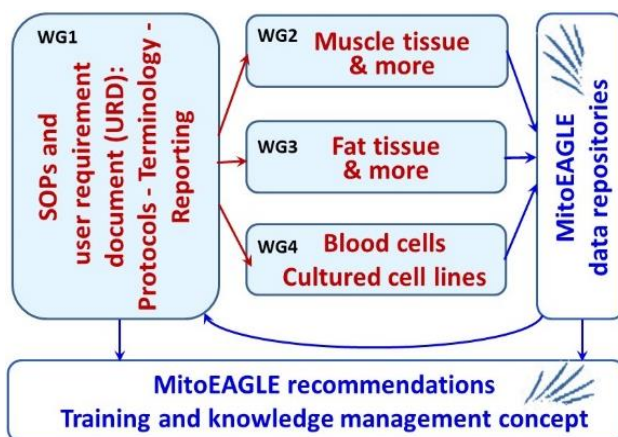 WG1
SOPs and
user requirement
document (URD):
Protocols - Terminology -
Reporting
WG2
Muscle tissue
& more
WG3
Fat tissue
& more
WG4
Blood cells
Cultured cell lines
MitoEAGLE
data repositories
MitoEAGLE recommendations
Training and knowledge management concept